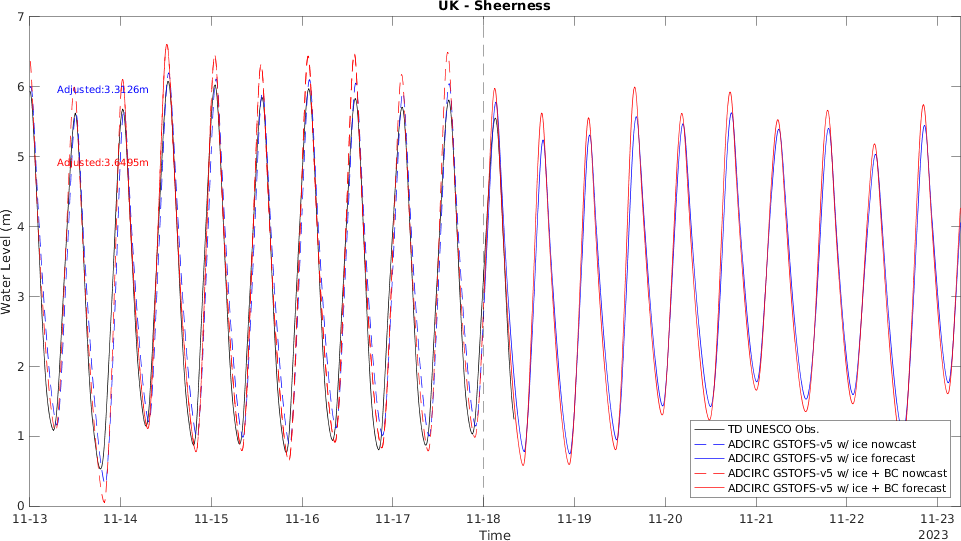 UK - Sheerness
7
6
5
4
3
2
1
0
Water Level (m)
Adjusted:3.3126m
Adjusted:3.6495m
TD UNESCO Obs.
ADCIRC GSTOFS-v5 w/ ice nowcast
ADCIRC GSTOFS-v5 w/ ice forecast
ADCIRC GSTOFS-v5 w/ ice + BC nowcast
ADCIRC GSTOFS-v5 w/ ice + BC forecast
11-13 11-14 11-15 11-16 11-17 11-18 11-19 11-20 11-21 11-22 11-23
Time
2023